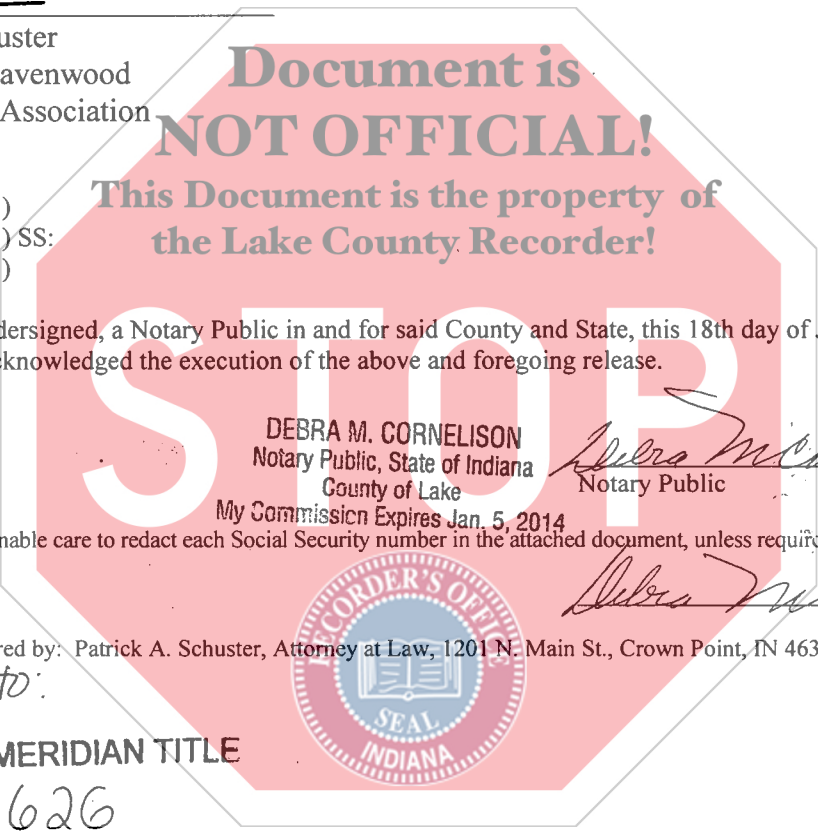 uster
avenwood
Association
Document is
NOT OFFICIAL!
This Document is the property of
the Lake County Recorder!
)
) SS:
)
STOP
dersigned, a Notary Public in and for said County and State, this 18th day of
cknowledged the execution of the above and foregoing release.
DEBRA M. CORNELISON
Notary Public, State of Indiana
County of Lake
My Commission Expires Jan. 5, 2014
Debra
Notary Public
nable care to redact each Social Security number in the attached document, unless requir
Debra
RECORDER'S OFFICE
SEAL
INDIANA
red by: Patrick A. Schuster, Attorney at Law, 1201 N. Main St., Crown Point, IN 463
to:
MERIDIAN TITLE
626